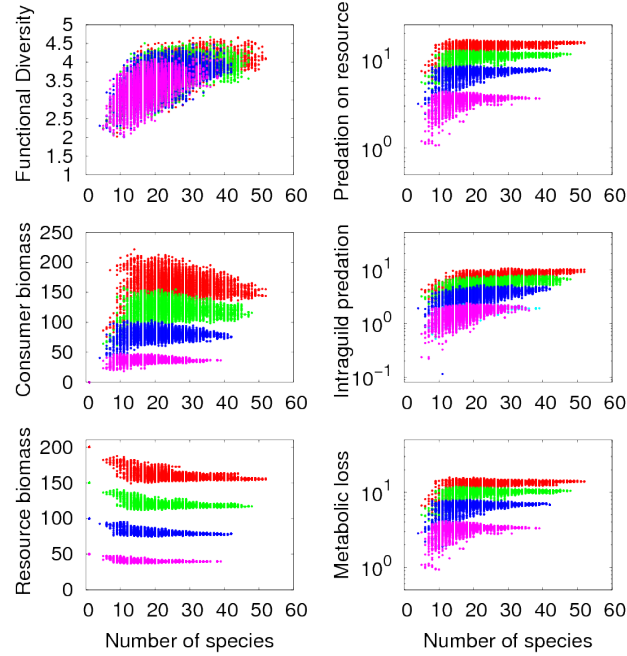 Functional Diversity
5
4.5
4
3.5
3
2.5
2
1.5
1
0 10 20 30 40 50 60
Predation on resource
10^1
10^0
0 10 20 30 40 50 60
Consumer biomass
250
200
150
100
50
0
0 10 20 30 40 50 60
Intraguild predation
10^1
10^0
10^-1
0 10 20 30 40 50 60
Resource biomass
200
150
100
50
0
0 10 20 30 40 50 60
Number of species
Metabolic loss
10^1
10^0
0 10 20 30 40 50 60
Number of species